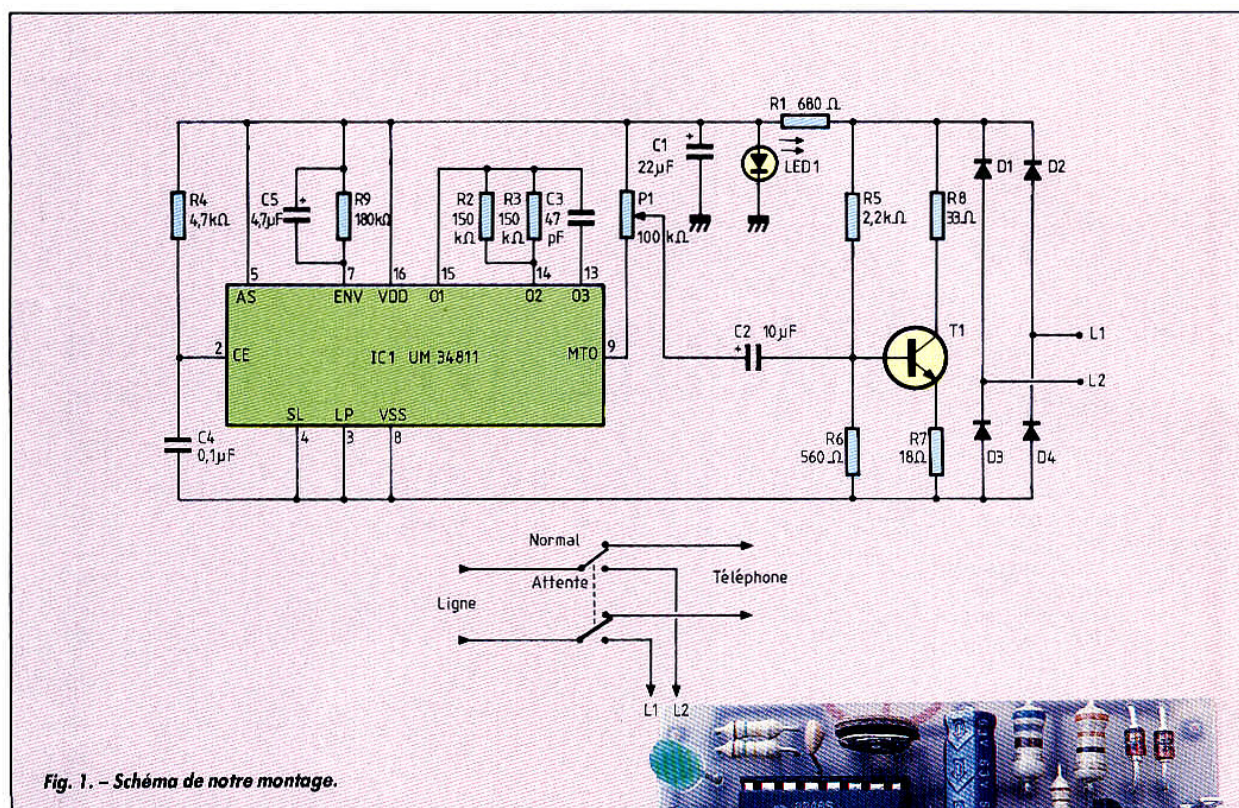 R1 680 Ω
C1
22µF
LED1
D1
D2
R4
4,7kΩ
C5
4,7µF
R9
180kΩ
R2
150
kΩ
R3
150
kΩ
C3
47
pF
P1
100 kΩ
R5
2,2kΩ
R8
33Ω
5
7
16
15
14
13
AS
ENV
VDD
O1
O2
O3
L1
L2
2
CE
IC1 UM 34811
MTO
9
C2 10µF
T1
SL
LP
VSS
4
3
8
C4
0,1µF
R6
560Ω
R7
18Ω
D3
D4
Normal
Attente
Téléphone
Ligne
L1 L2
Fig. 1. – Schéma de notre montage.